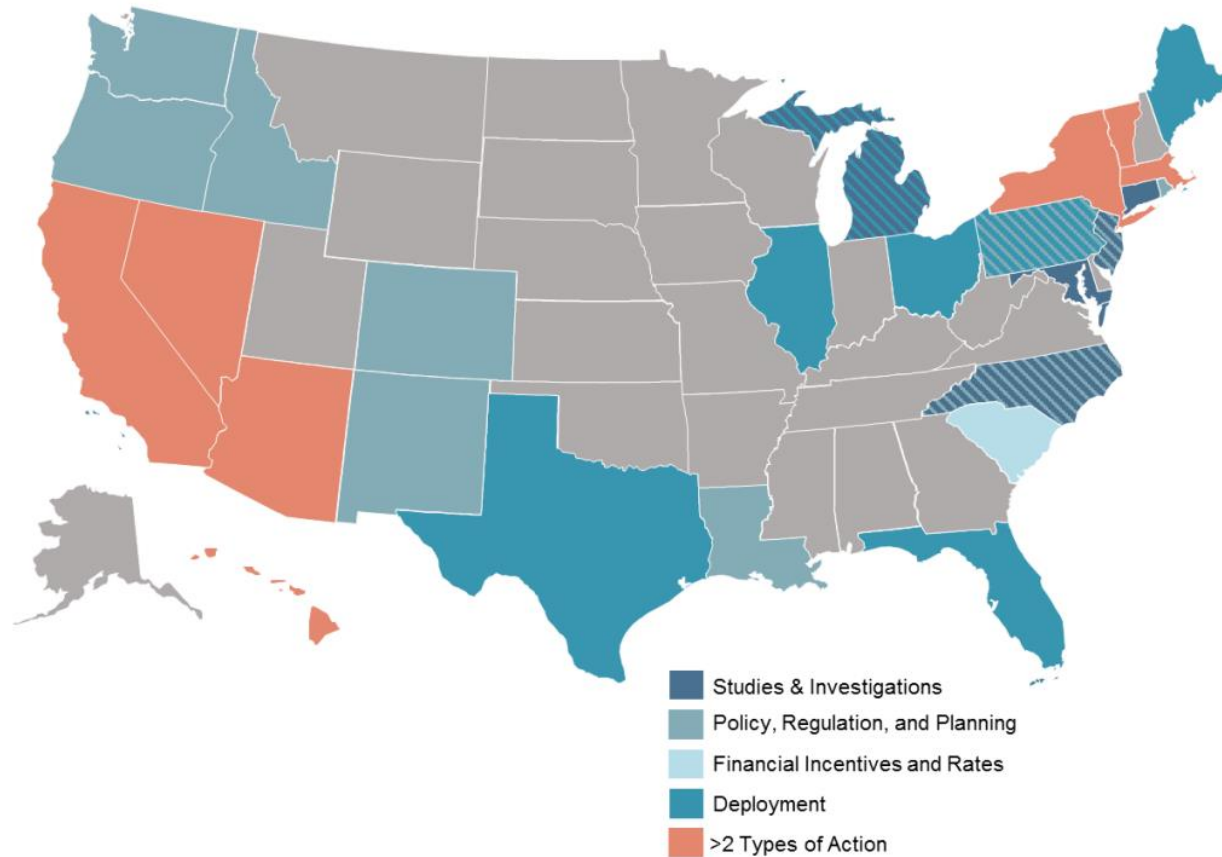 Studies & Investigations
Policy, Regulation, and Planning
Financial Incentives and Rates
Deployment
>2 Types of Action